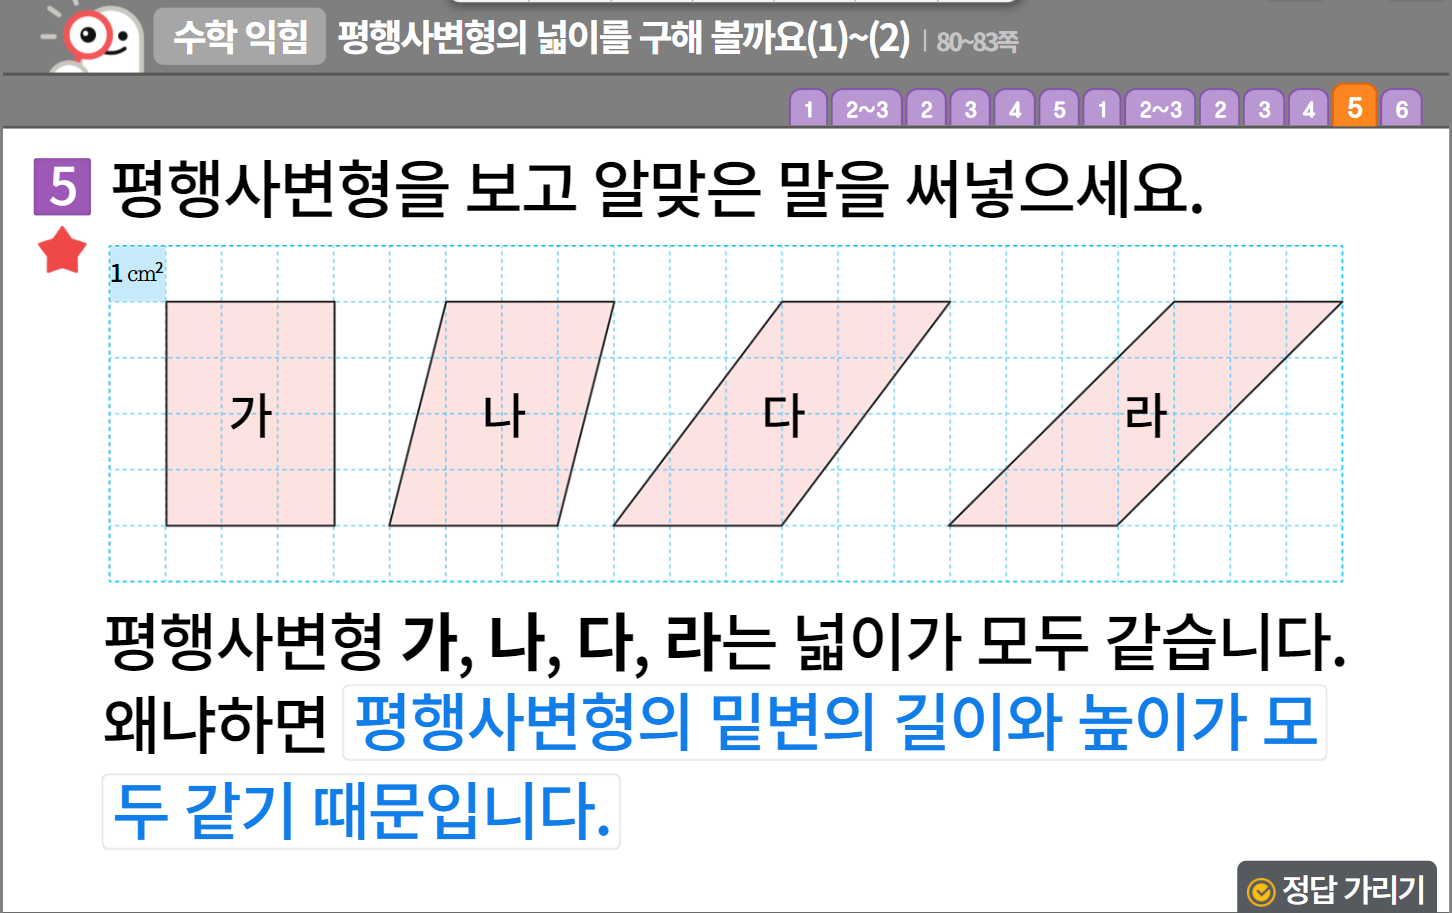 수학 익힘 평행사변형의 넓이를 구해 볼까요(1)~(2) | 80~83쪽
1 2~3 2 3 4 5 1 2~3 2 3 4 5 6
5 평행사변형을 보고 알맞은 말을 써넣으세요.
1 cm²
가 나 다 라
평행사변형 가, 나, 다, 라는 넓이가 모두 같습니다.
왜냐하면 평행사변형의 밑변의 길이와 높이가 모
두 같기 때문입니다.
정답 가리기